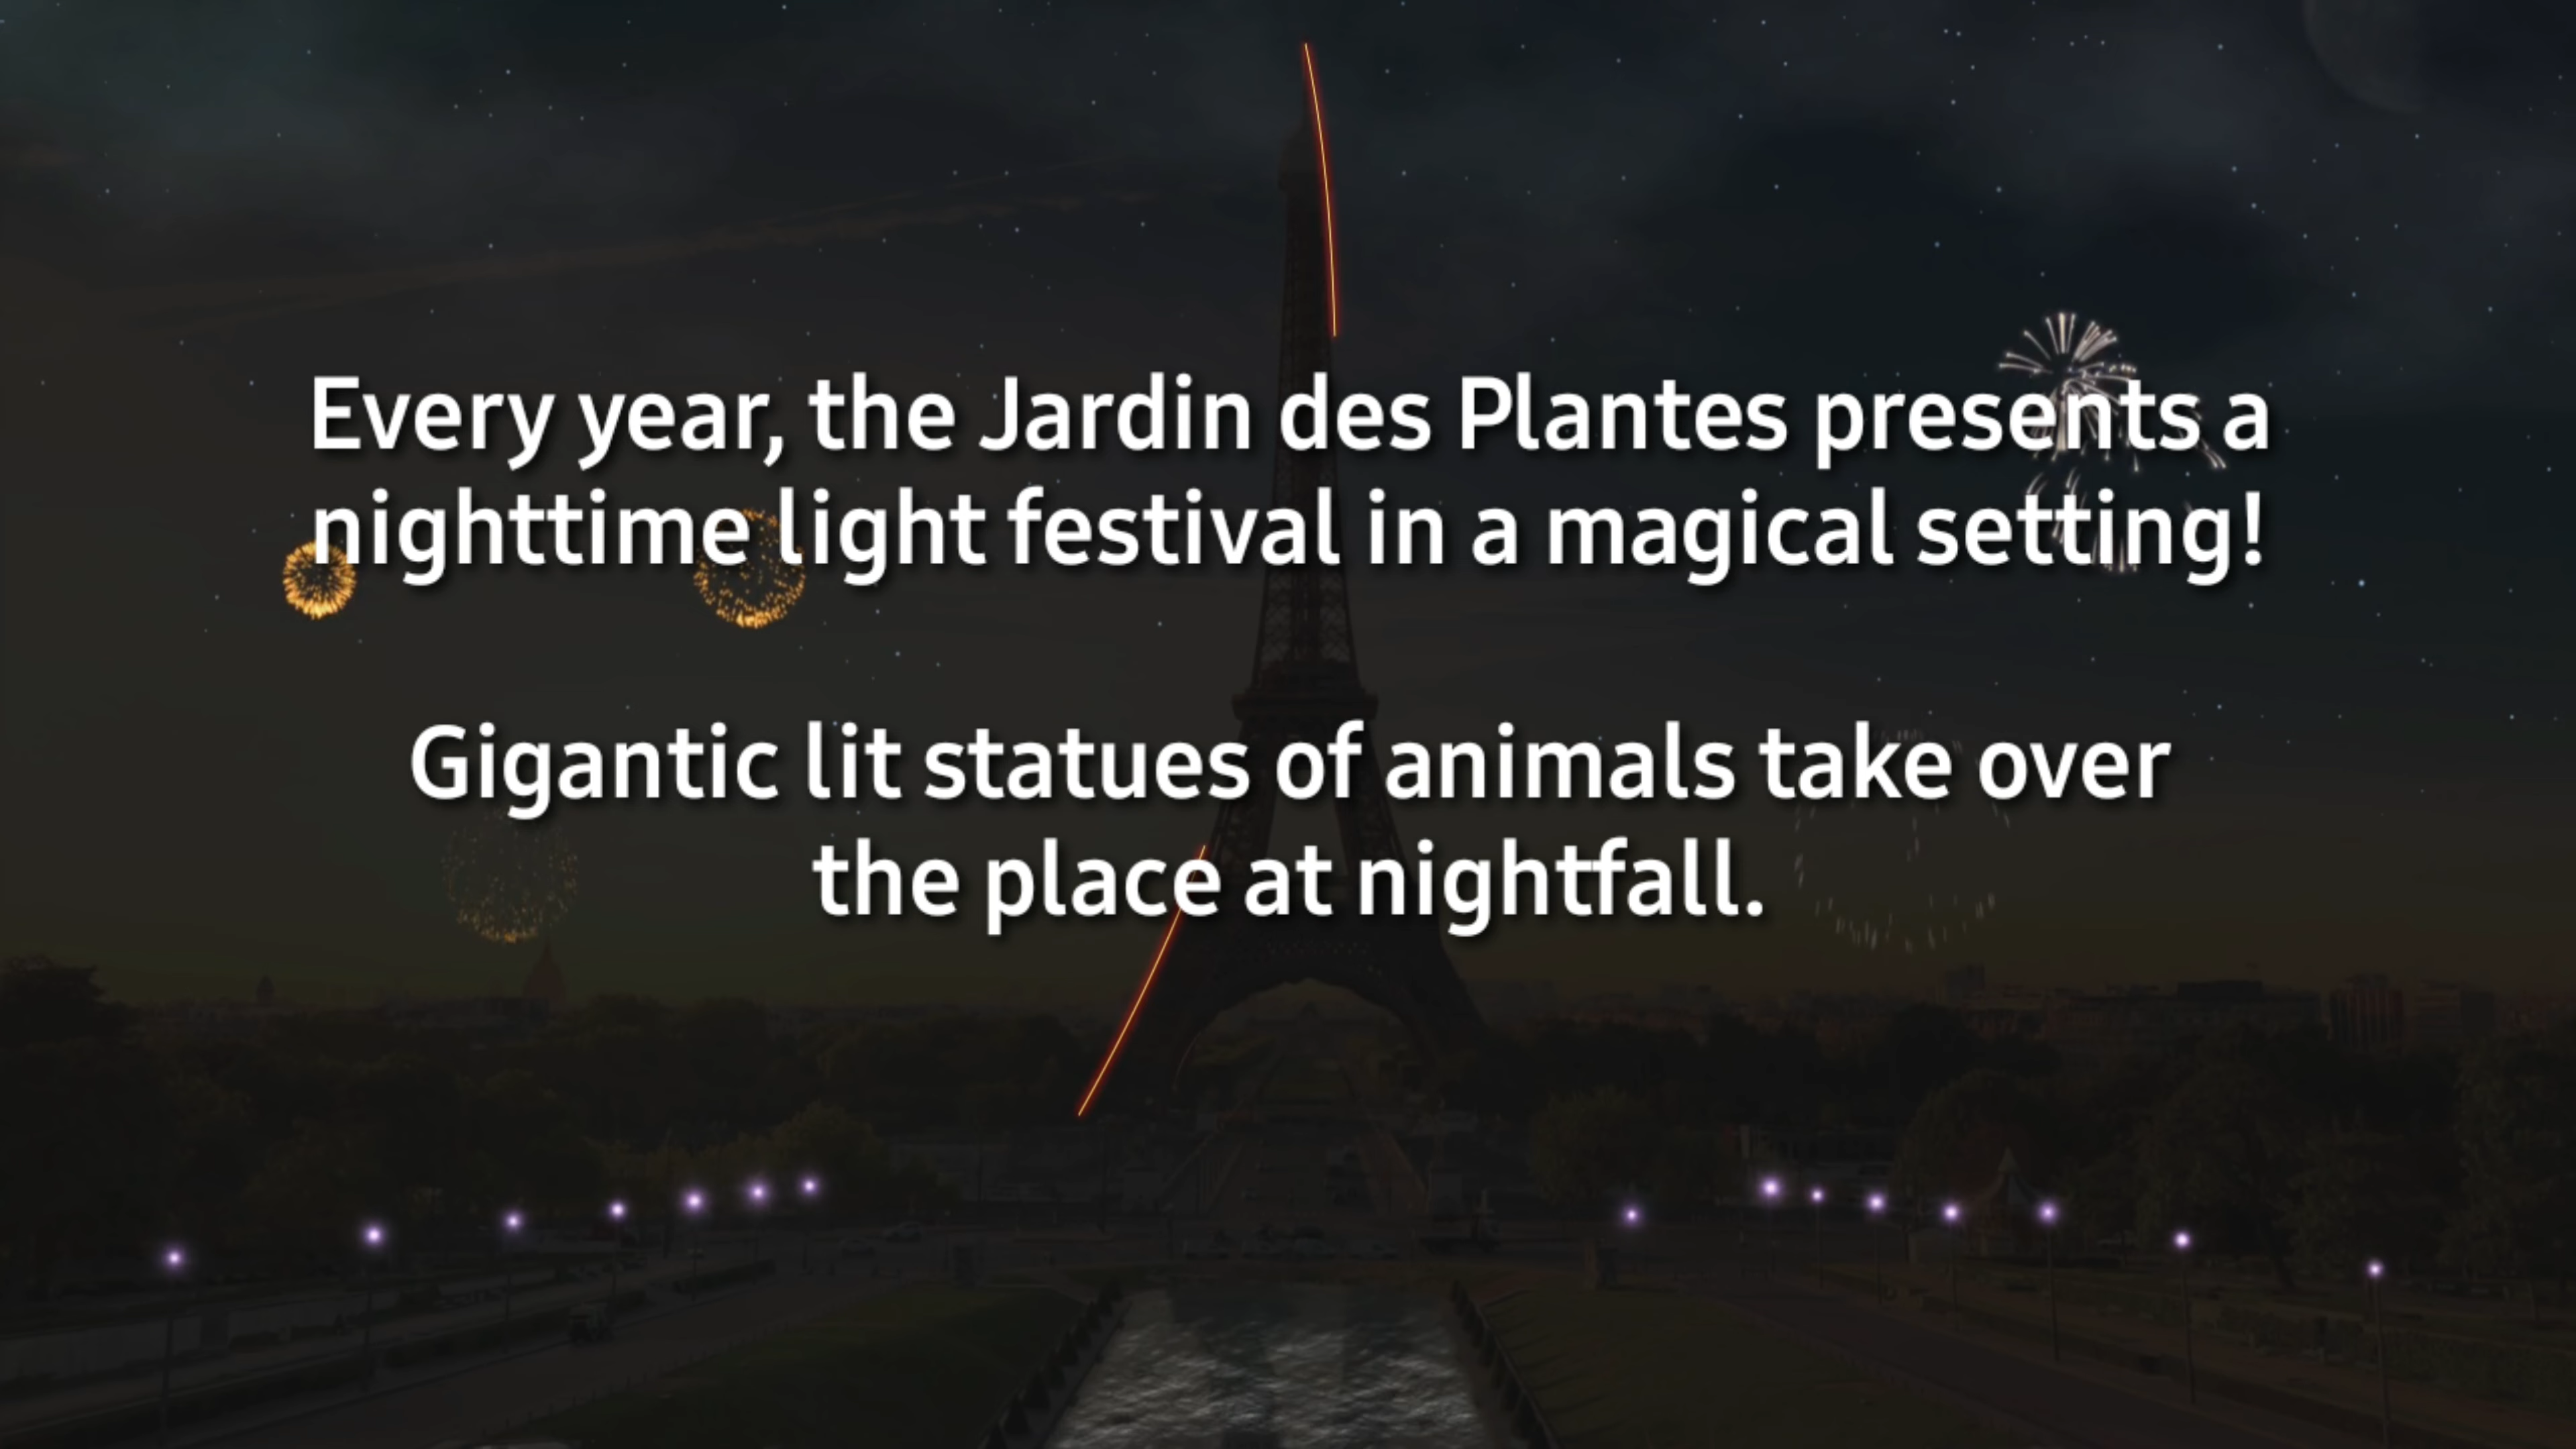 Every year, the Jardin des Plantes presents a
nighttime light festival in a magical setting!
Gigantic lit statues of animals take over
the place at nightfall.